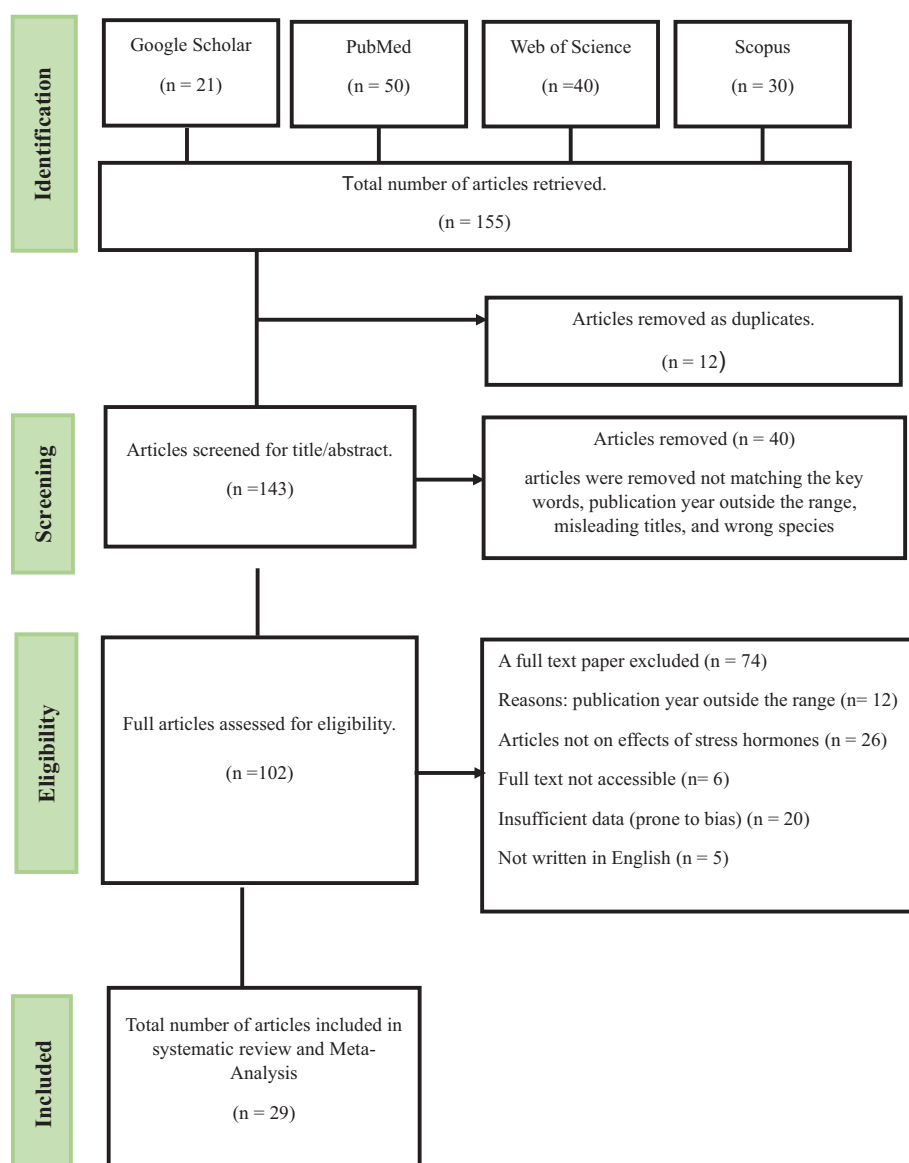 Identification
Google Scholar
(n = 21)
PubMed
(n = 50)
Web of Science
(n =40)
Scopus
(n = 30)
Total number of articles retrieved.
(n = 155)
Articles removed as duplicates.
(n = 12)
Screening
Articles screened for title/abstract.
(n =143)
Articles removed (n = 40)
articles were removed not matching the key
words, publication year outside the range,
misleading titles, and wrong species
Eligibility
Full articles assessed for eligibility.
(n =102)
A full text paper excluded (n = 74)
Reasons: publication year outside the range (n= 12)
Articles not on effects of stress hormones (n = 26)
Full text not accessible (n= 6)
Insufficient data (prone to bias) (n = 20)
Not written in English (n = 5)
Included
Total number of articles included in
systematic review and Meta-
Analysis
(n = 29)